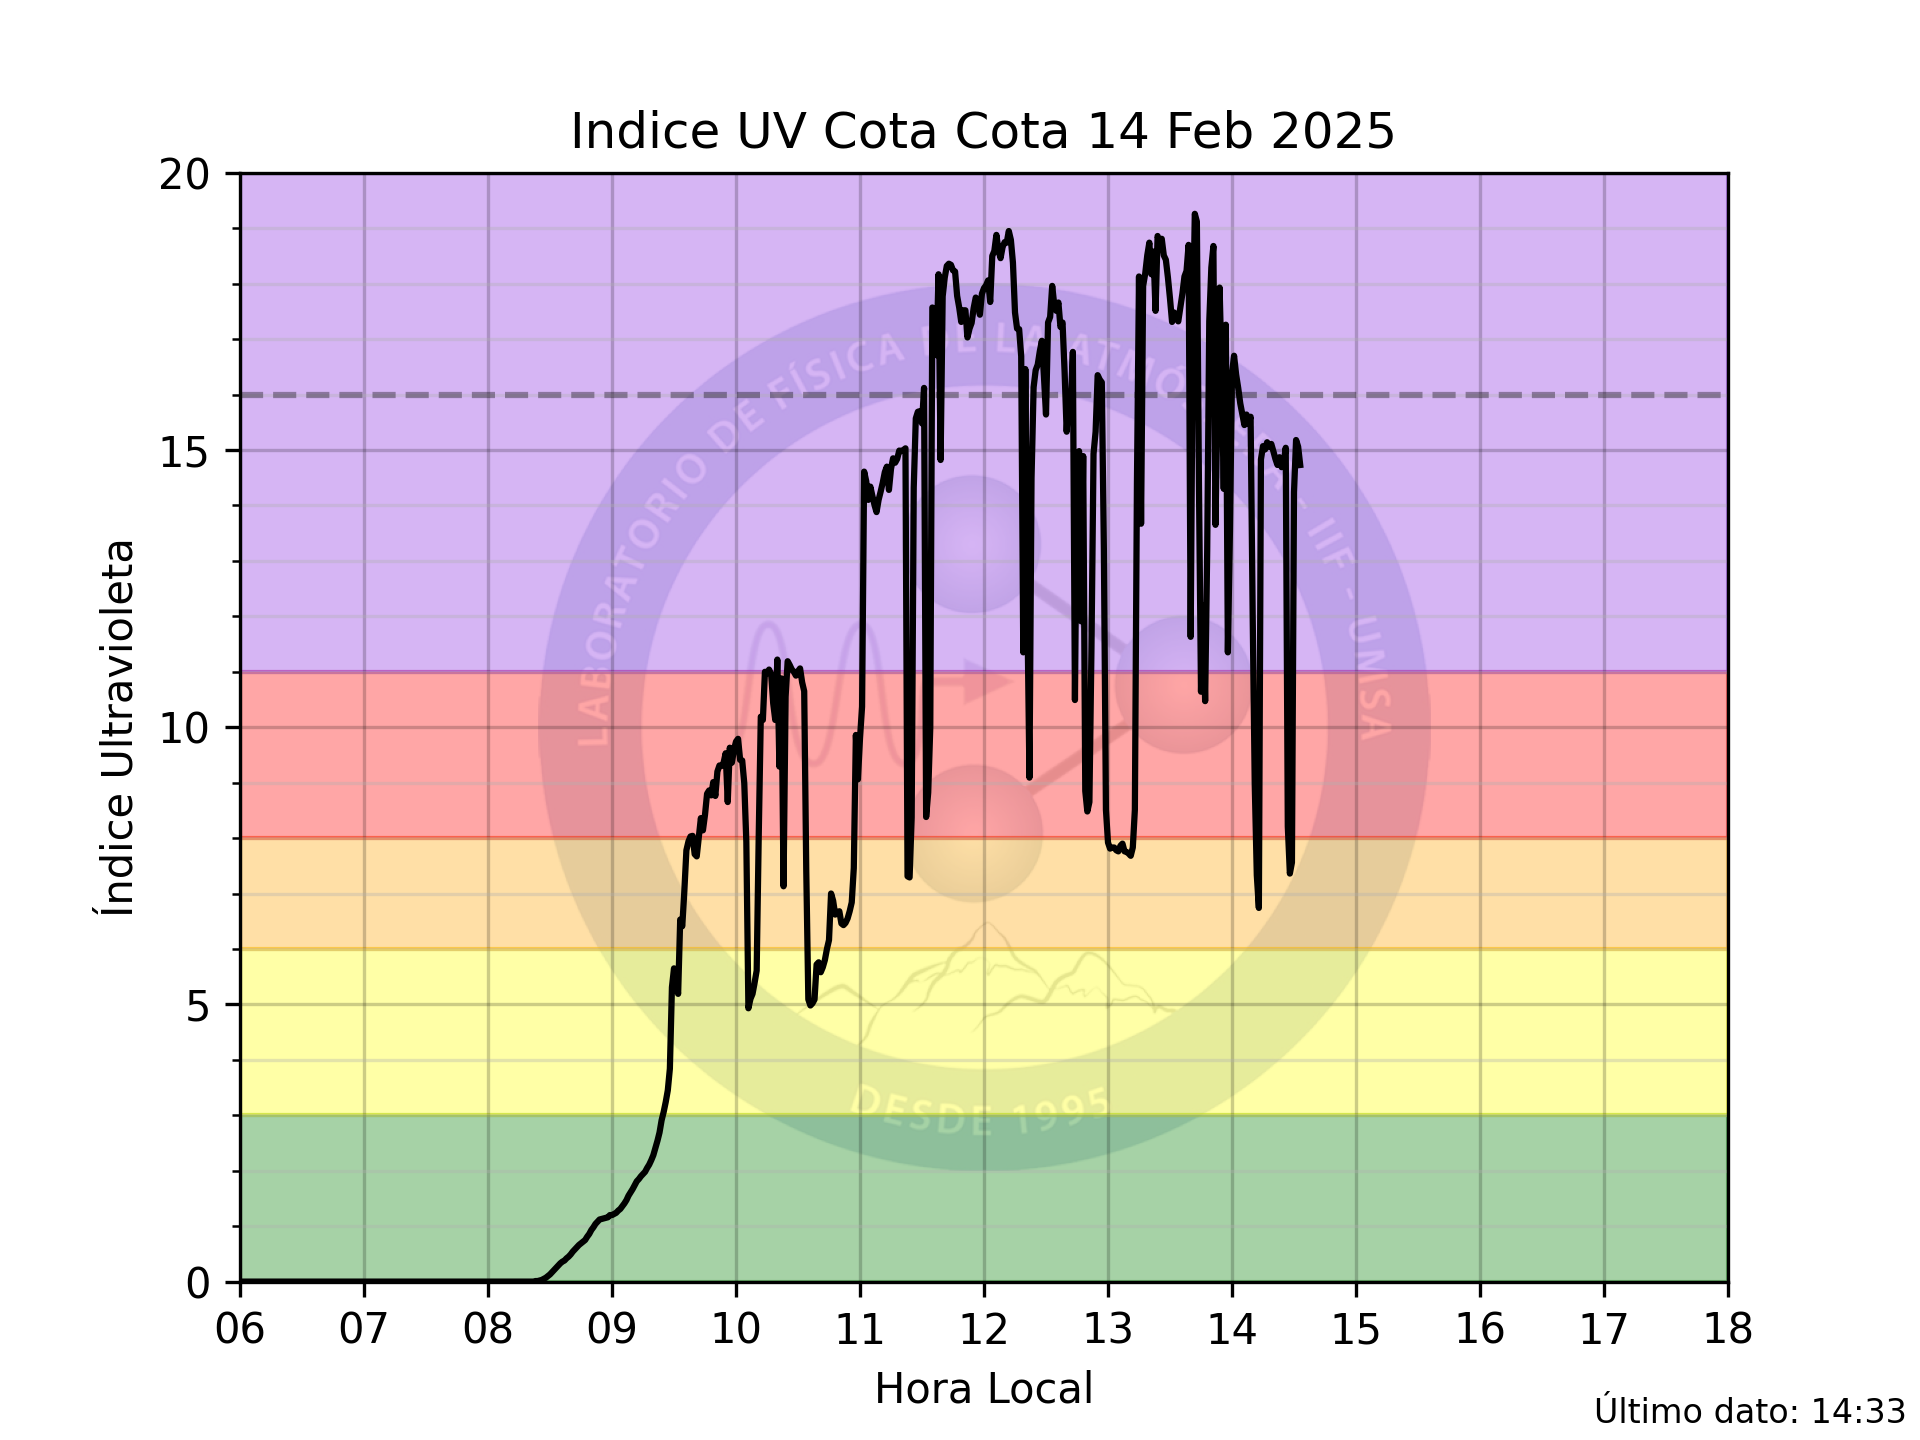 Indice UV Cota Cota 14 Feb 2025
20
15
10
5
0
Índice Ultravioleta
LABORATORIO DE FÍSICA DE LA ATMÓSFERA - IIF - UMSA
DESDE 1995
06 07 08 09 10 11 12 13 14 15 16 17 18
Hora Local
Último dato: 14:33